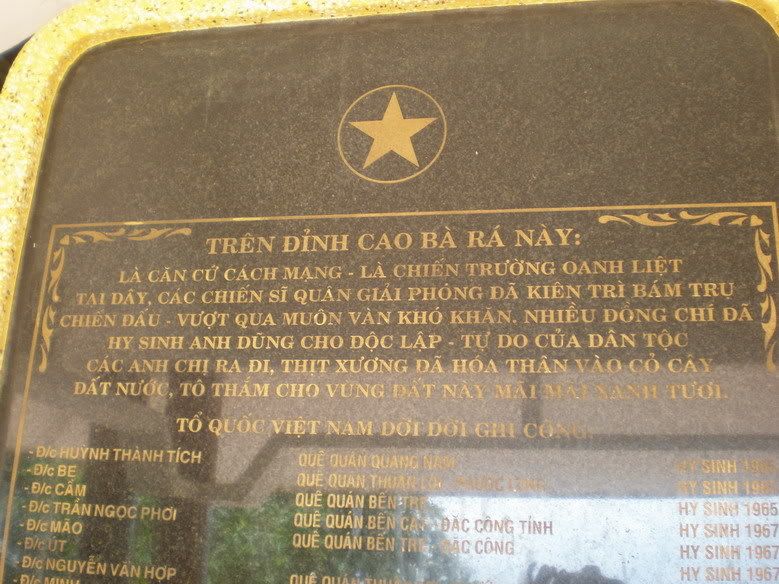 TRÊN ĐỈNH CAO BÀ RÁ NÀY:
LÀ CĂN CỨ CÁCH MẠNG - LÀ CHIẾN TRƯỜNG OANH LIỆT
TẠI DÂY, CÁC CHIẾN SĨ QUÂN GIẢI PHÓNG ĐÃ KIÊN TRÌ BÁM TRỤ
CHIẾN ĐẤU - VƯỢT QUA MUÔN VÀN KHÓ KHĂN. NHIỀU ĐỒNG CHÍ ĐÃ
HY SINH ANH DŨNG CHO ĐỘC LẬP - TỰ DO CỦA DÂN TỘC
CÁC ANH CHỊ RA ĐI, THỊT XƯƠNG ĐÃ HÓA THÂN VÀO CỎ CÂY
ĐẤT NƯỚC, TÔ THẮM CHO VÙNG ĐẤT NÀY MÃI MÃI XANH TƯƠI.
TỔ QUỐC VIỆT NAM ĐỜI ĐỜI GHI CÔNG.
- Đ/c HUỲNH THÀNH TÍCH QUÊ QUÁN QUẢNG NAM HY SINH
- Đ/c BE QUÊ QUÁN THUẬN HY SINH
- Đ/c CẨM QUÊ QUÁN BẾN TRE HY SINH 1965
- Đ/c TRẦN NGỌC PHƠI QUÊ QUÁN BẾN - ĐẶC CÔNG TỈNH HY SINH 1967
- Đ/c MÃO QUÊ QUÁN BẾN TRE - ĐẶC CÔNG HY SINH 1967
- Đ/c ÚT HY SINH 1967
- Đ/c NGUYỄN VĂN HỢP QUÊ QUÁN HY SINH 1967
- Đ/c MINH